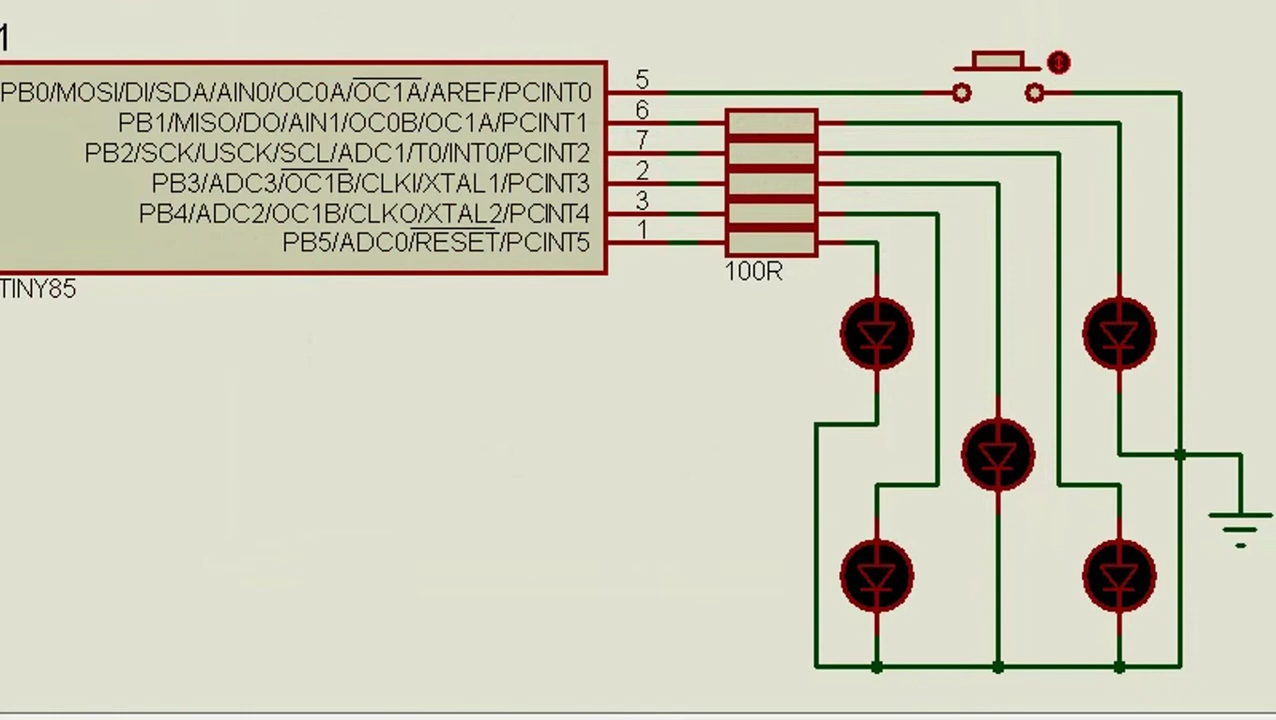 1
PB0/MOSI/DI/SDA/AIN0/OC0A/OC1A/AREF/PCINT0 5
PB1/MISO/DO/AIN1/OC0B/OC1A/PCINT1 6
PB2/SCK/USCK/SCL/ADC1/T0/INT0/PCINT2 7
PB3/ADC3/OC1B/CLKI/XTAL1/PCINT3 2
PB4/ADC2/OC1B/CLKO/XTAL2/PCINT4 3
PB5/ADC0/RESET/PCINT5 1
100R
TINY85